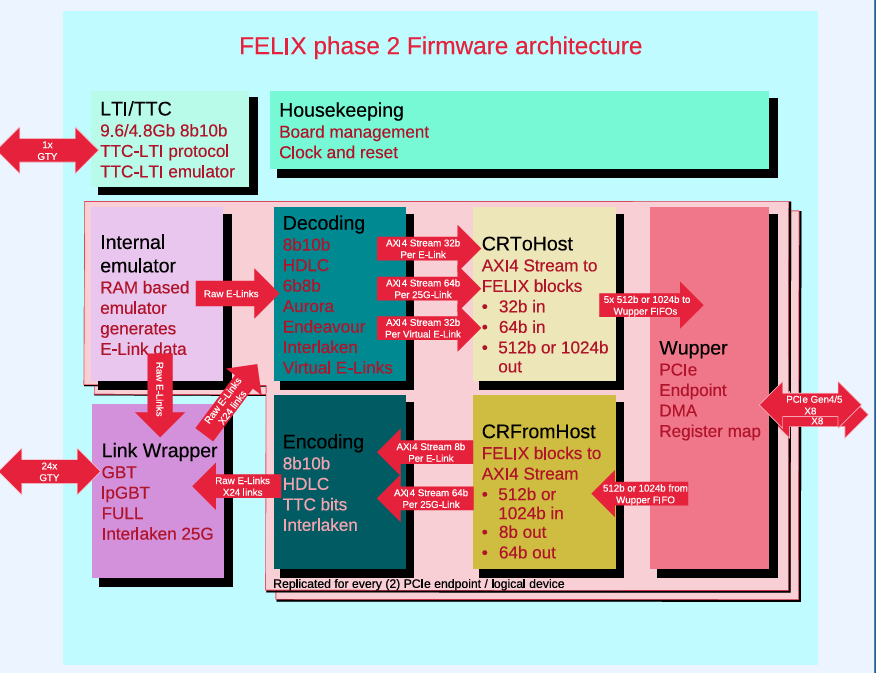 FELIX phase 2 Firmware architecture
LTI/TTC
9.6/4.8Gb 8b10b
TTC-LTI protocol
TTC-LTI emulator
1x
GTY
Housekeeping
Board management
Clock and reset
Internal
emulator
RAM based
emulator
generates
E-Link data
Raw E-Links
Raw E-Links
Raw E-Links
X24 links
Decoding
8b10b
HDLC
6b8b
Aurora
Endeavour
Interlaken
Virtual E-Links
AXI4 Stream 32b
Per E-Link
AXI4 Stream 64b
Per 25G-Link
AXI4 Stream 32b
Per Virtual E-Link
CRToHost
AXI4 Stream to
FELIX blocks
• 32b in
• 64b in
• 512b or 1024b
out
5x 512b or 1024b to
Wupper FIFOs
Wupper
PCIe
Endpoint
DMA
Register map
PCIe Gen4/5
X8
X8
Link Wrapper
GBT
lpGBT
FULL
Interlaken 25G
24x
GTY
Raw E-Links
X24 links
Encoding
8b10b
HDLC
TTC bits
Interlaken
AXI4 Stream 8b
Per E-Link
AXI4 Stream 64b
Per 25G-Link
CRFromHost
FELIX blocks to
AXI4 Stream
• 512b or
1024b in
• 8b out
• 64b out
512b or 1024b from
Wupper FIFO
Replicated for every (2) PCIe endpoint / logical device